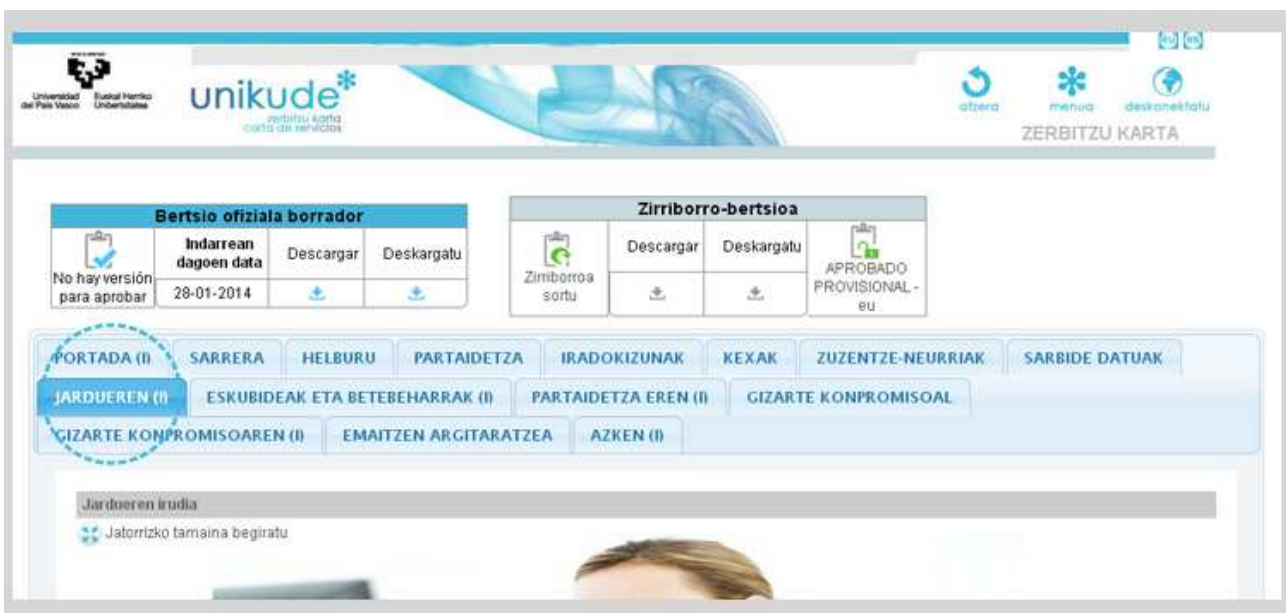 EU ES
Universidad del País Vasco
Euskal Herriko Unibertsitatea
unikude
zerbitzu karta
carta de servicios
atzera
menua
deskonektatu
ZERBITZU KARTA
Bertsio ofiziala borrador
No hay versión para aprobar
Indarrean dagoen data
Descargar
Deskargatu
28-01-2014
Zirriborro-bertsioa
Zirriborroa sortu
Descargar
Deskargatu
APROBADO PROVISIONAL - eu
PORTADA (I)
SARRERA
HELBURU
PARTAIDETZA
IRADOKIZUNAK
KEXAK
ZUZENTZE-NEURRIAK
SARBIDE DATUAK
JARDUEREN (I)
ESKUBIDEAK ETA BETEBEHARRAK (I)
PARTAIDETZA EREN (I)
GIZARTE KONPROMISOAL
GIZARTE KONPROMISOAREN (I)
EMAITZEN ARGITARATZEA
AZKEN (I)
Jardueren irudia
Jatorrizko tamaina begiratu